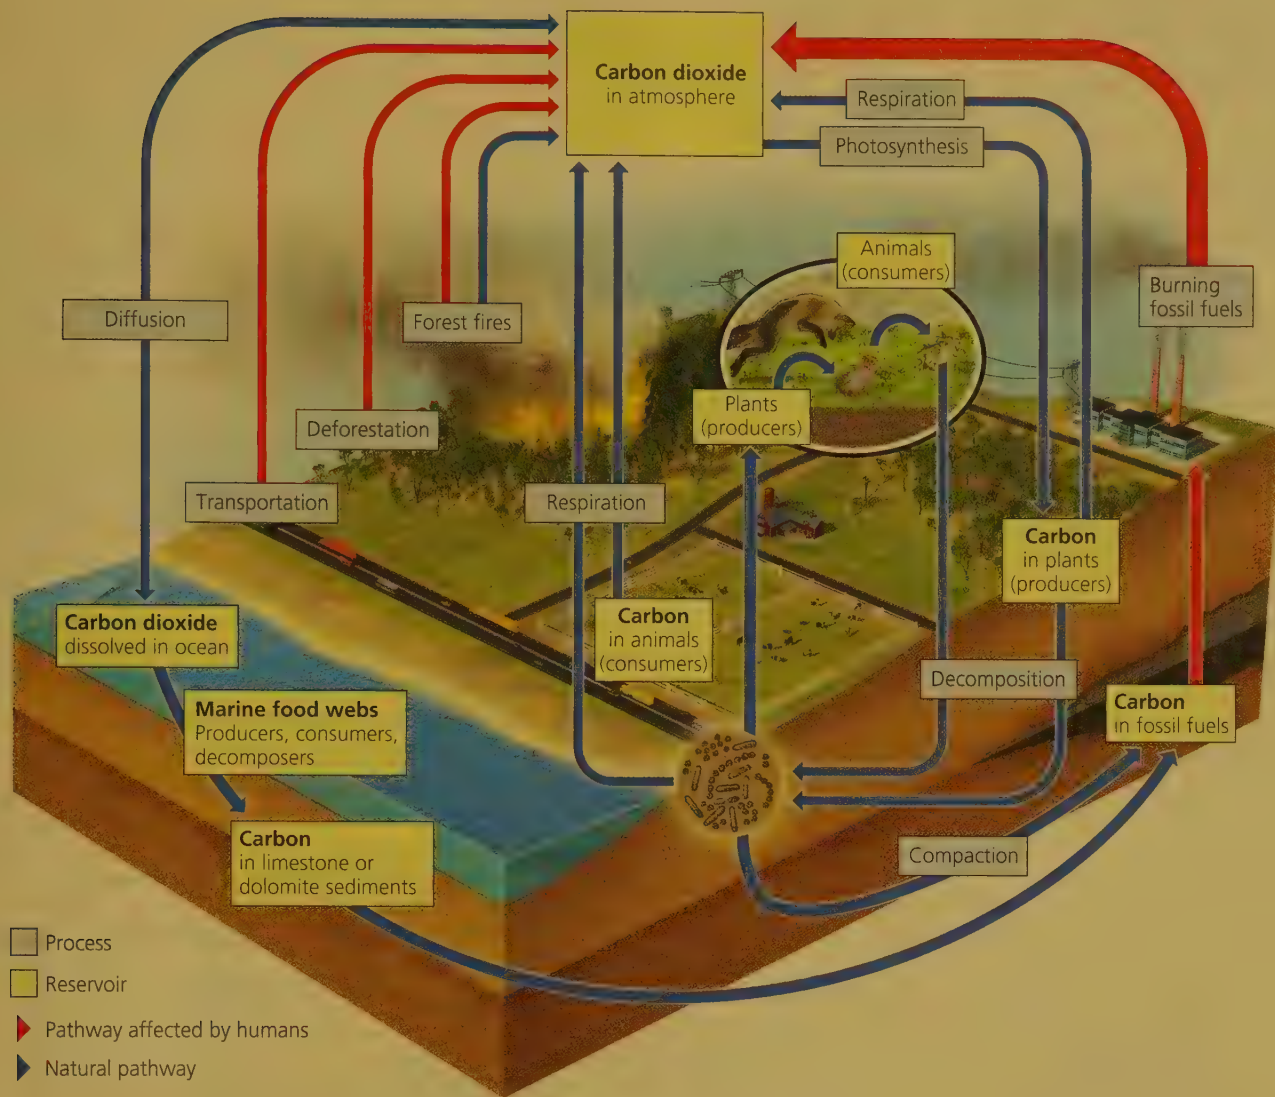 Carbon dioxide
in atmosphere
Respiration
Photosynthesis
Animals
(consumers)
Burning
fossil fuels
Diffusion
Forest fires
Plants
(producers)
Deforestation
Transportation
Respiration
Carbon
in plants
(producers)
Carbon dioxide
dissolved in ocean
Carbon
in animals
(consumers)
Decomposition
Carbon
in fossil fuels
Marine food webs
Producers, consumers,
decomposers
Carbon
in limestone or
dolomite sediments
Compaction
Process
Reservoir
Pathway affected by humans
Natural pathway